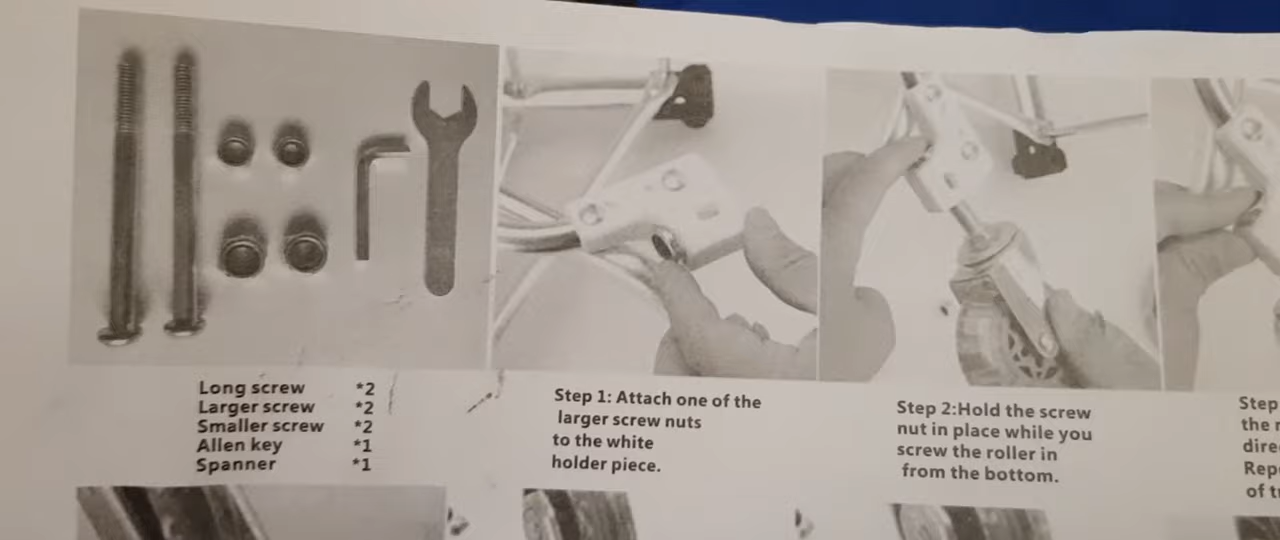 Long screw *2
Larger screw *2
Smaller screw *2
Allen key *1
Spanner *1
Step 1: Attach one of the
larger screw nuts
to the white
holder piece.
Step 2:Hold the screw
nut in place while you
screw the roller in
from the bottom.
Step
the
of